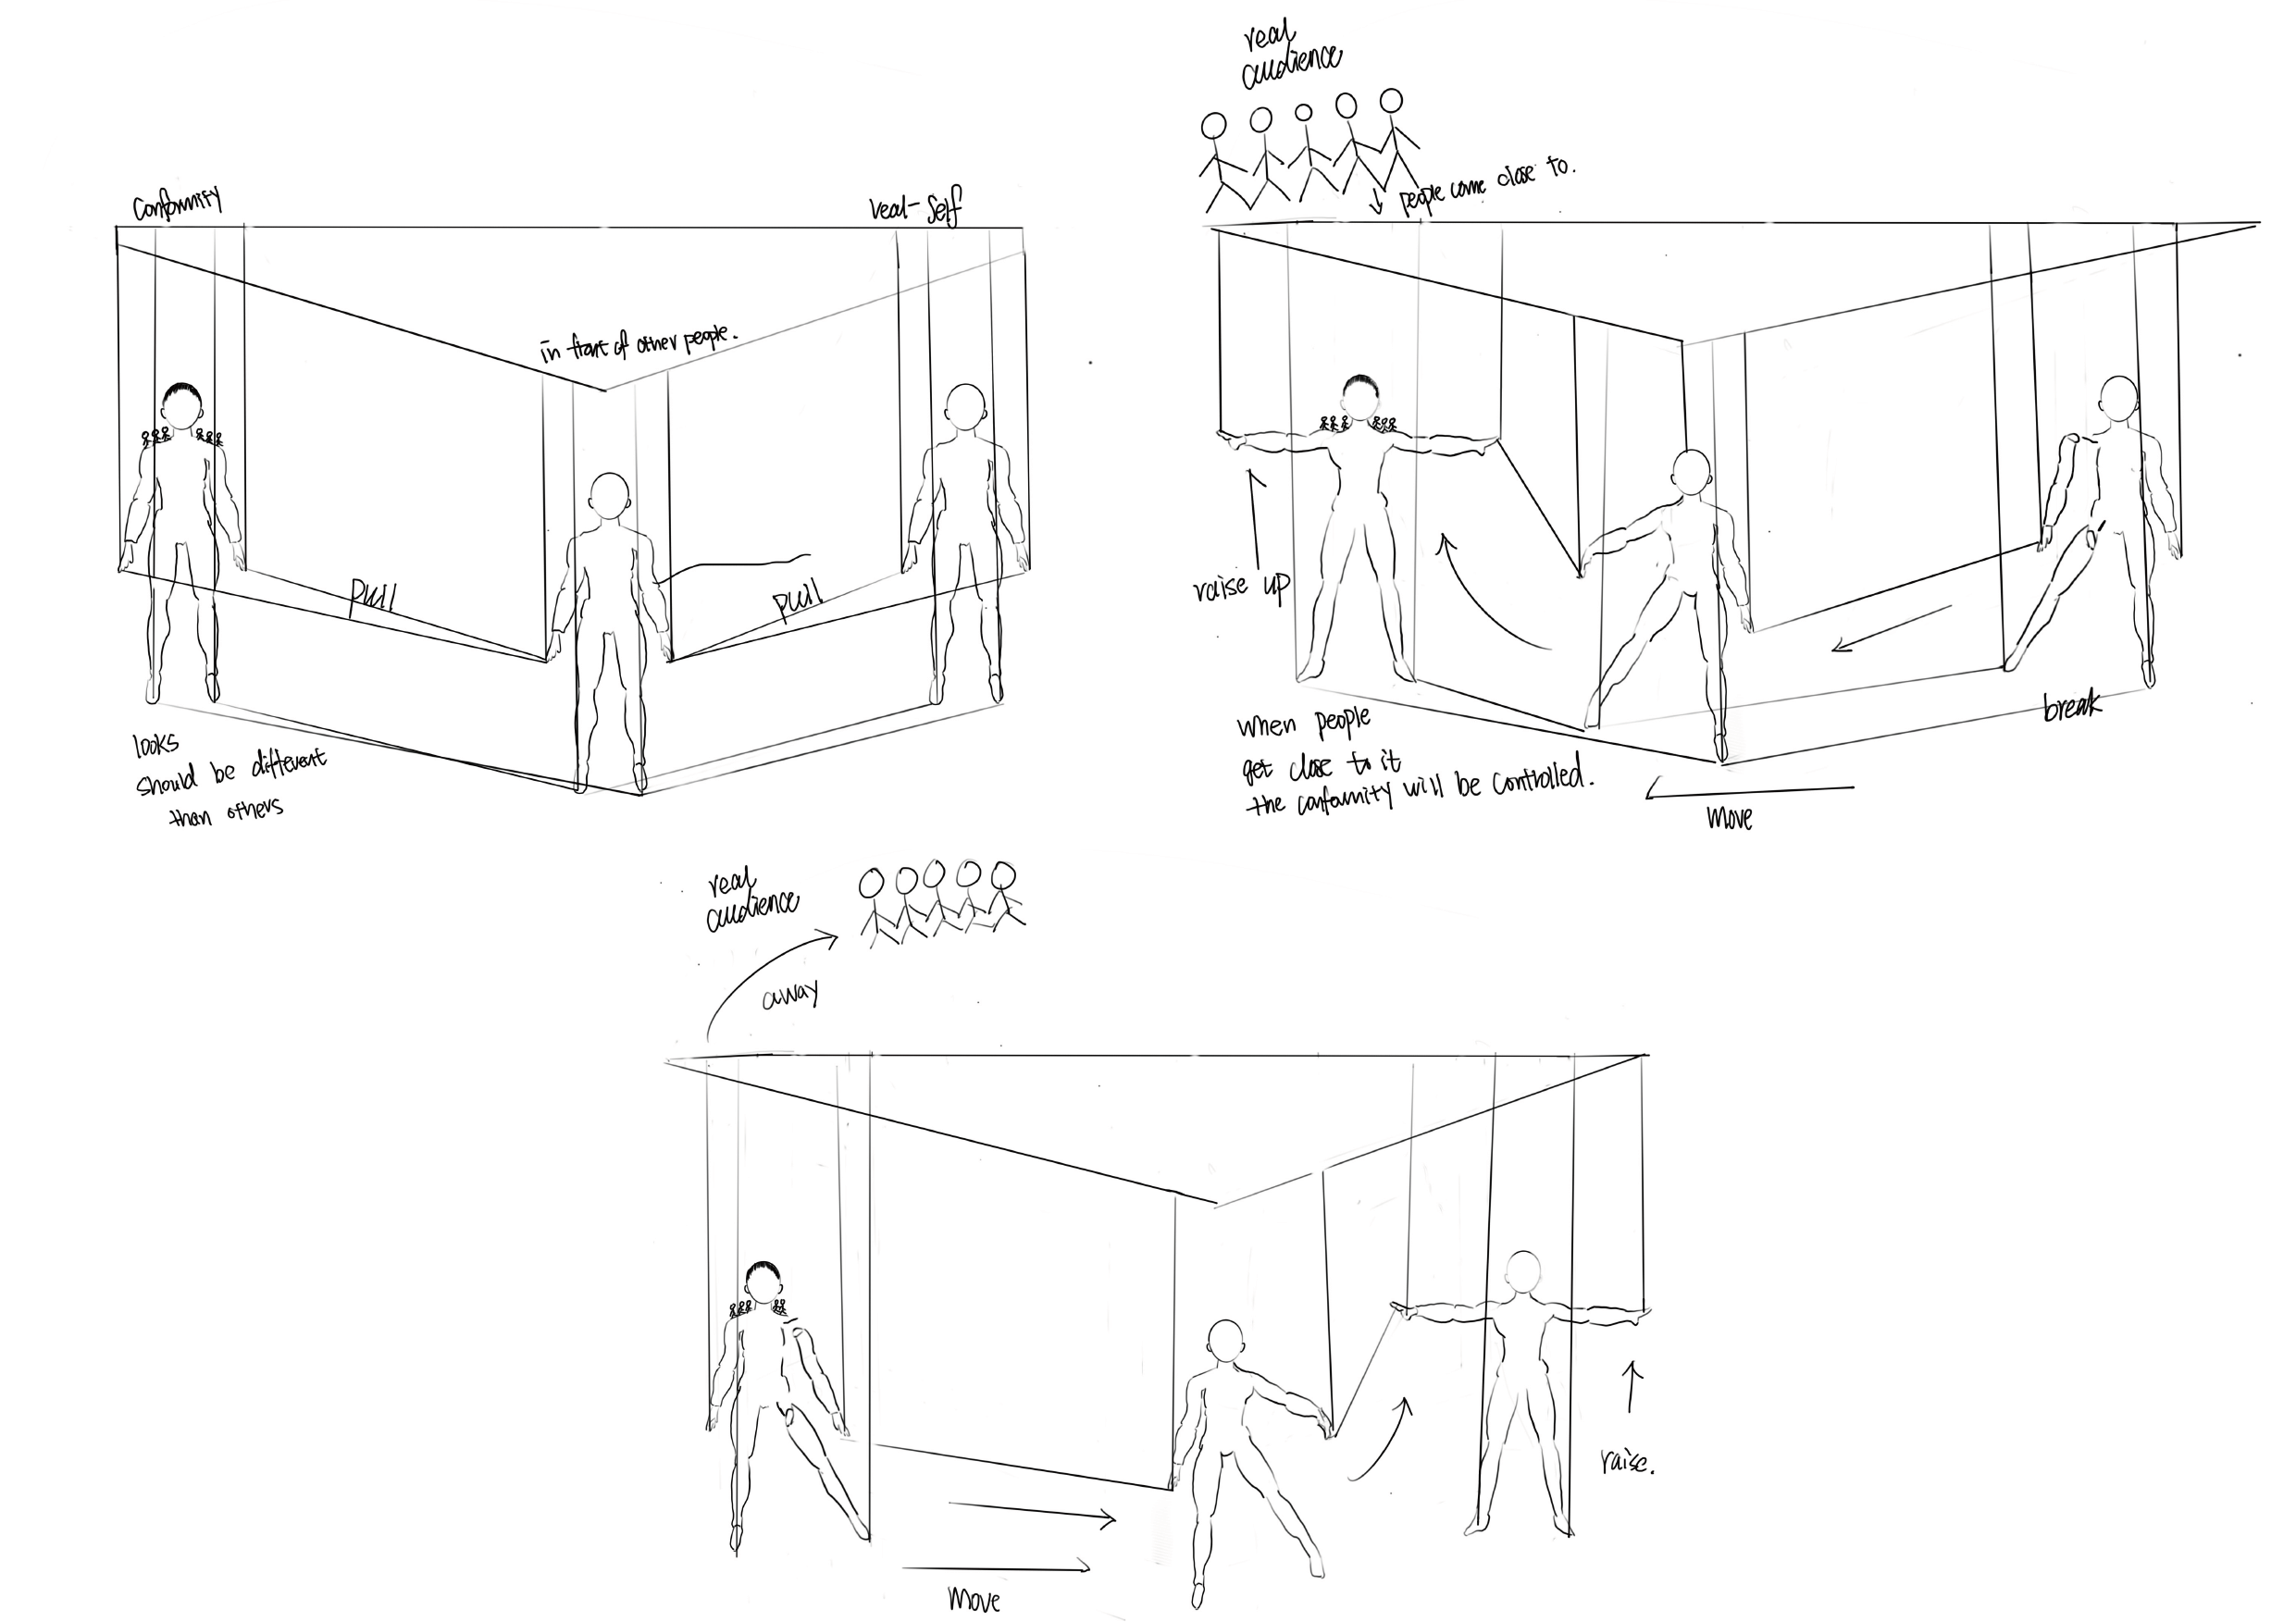 conformity
real-self
in front of other people.
pull
pull
looks
should be different
than others
real
audience
people come close to.
raise up
when people
get close to it
the conformity will be controlled.
break
Move
real
audience
away
raise.
Move